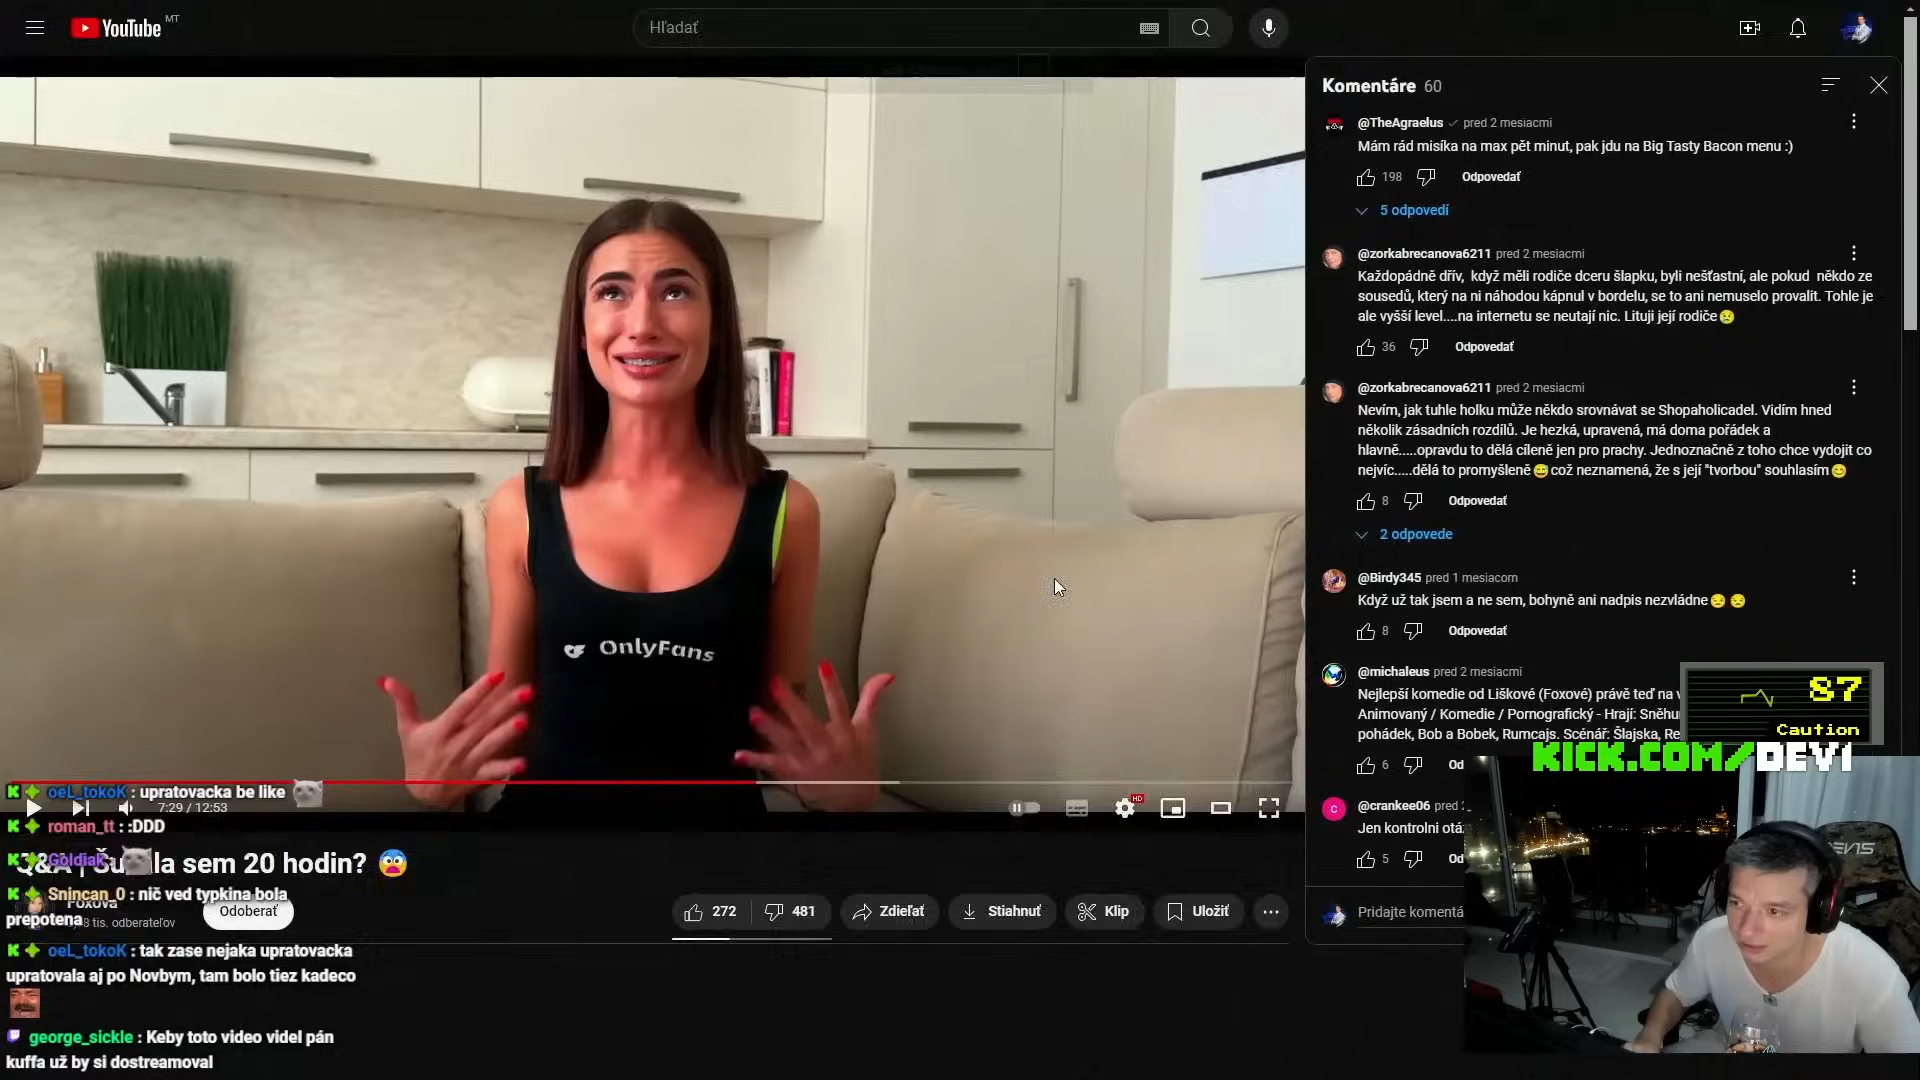 YouTube MT
Hľadať
Komentáre 60
@TheAgraelus pred 2 mesiacmi
Mám rád misíka na max pět minut, pak jdu na Big Tasty Bacon menu :)
198 Odpovedať
5 odpovedí
@zorkabrecanova6211 pred 2 mesiacmi
Každopádně dřív, když měli rodiče dceru šlapku, byli nešťastní, ale pokud někdo ze
sousedů, který na ni náhodou kápnul v bordelu, se to ani nemuselo provalit. Tohle je
ale vyšší level....na internetu se neutají nic. Lituji její rodiče😢
36 Odpovedať
@zorkabrecanova6211 pred 2 mesiacmi
Nevím, jak tuhle holku může někdo srovnávat se Shopaholicadel. Vidím hned
několik zásadních rozdílů. Je hezká, upravená, má doma pořádek a
hlavně.....opravdu to dělá cíleně jen pro prachy. Jednoznačně z toho chce vydojit co
nejvíc.....dělá to promyšleně😅což neznamená, že s její "tvorbou" souhlasím😊
8 Odpovedať
2 odpovede
@Birdy345 pred 1 mesiacom
Když už tak jsem a ne sem, bohyně ani nadpis nezvládne😒 😒
8 Odpovedať
@michaleus pred 2 mesiacmi
Nejlepší komedie od Liškové (Foxové) právě teď na v
Animovaný / Komedie / Pornografický - Hrají: Sněhu
pohádek, Bob a Bobek, Rumcajs. Scénář: Šlajska, Re
6 Od
@crankee06 pred 2
Jen kontrolní otáz
5 Od
Pridajte komentá
87
Caution
KICK.COM/DEV1
OnlyFans
oeL_tokoK : upratovacka be like
7:29 / 12:53
HD
roman_tt : :DDD
Goldiak
Q&A | Šu la sem 20 hodin? 😨
Snincan_0 : nič ved typkina bola
prepotena
Foxová
8 tis. odberateľov
Odoberať
272 481 Zdieľať Stiahnuť Klip Uložiť
oeL_tokoK : tak zase nejaka upratovacka
upratovala aj po Novbym, tam bolo tiez kadeco
george_sickle : Keby toto video videl pán
kuffa už by si dostreamoval